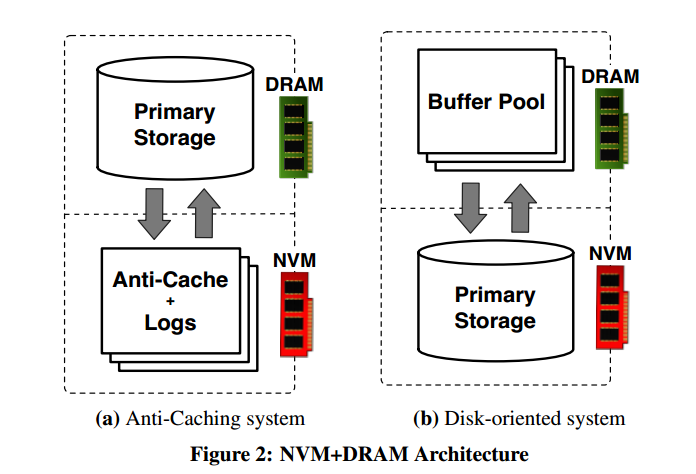 DRAM
Primary
Storage
NVM
Anti-Cache
+
Logs
(a) Anti-Caching system
DRAM
Buffer Pool
NVM
Primary
Storage
(b) Disk-oriented system
Figure 2: NVM+DRAM Architecture